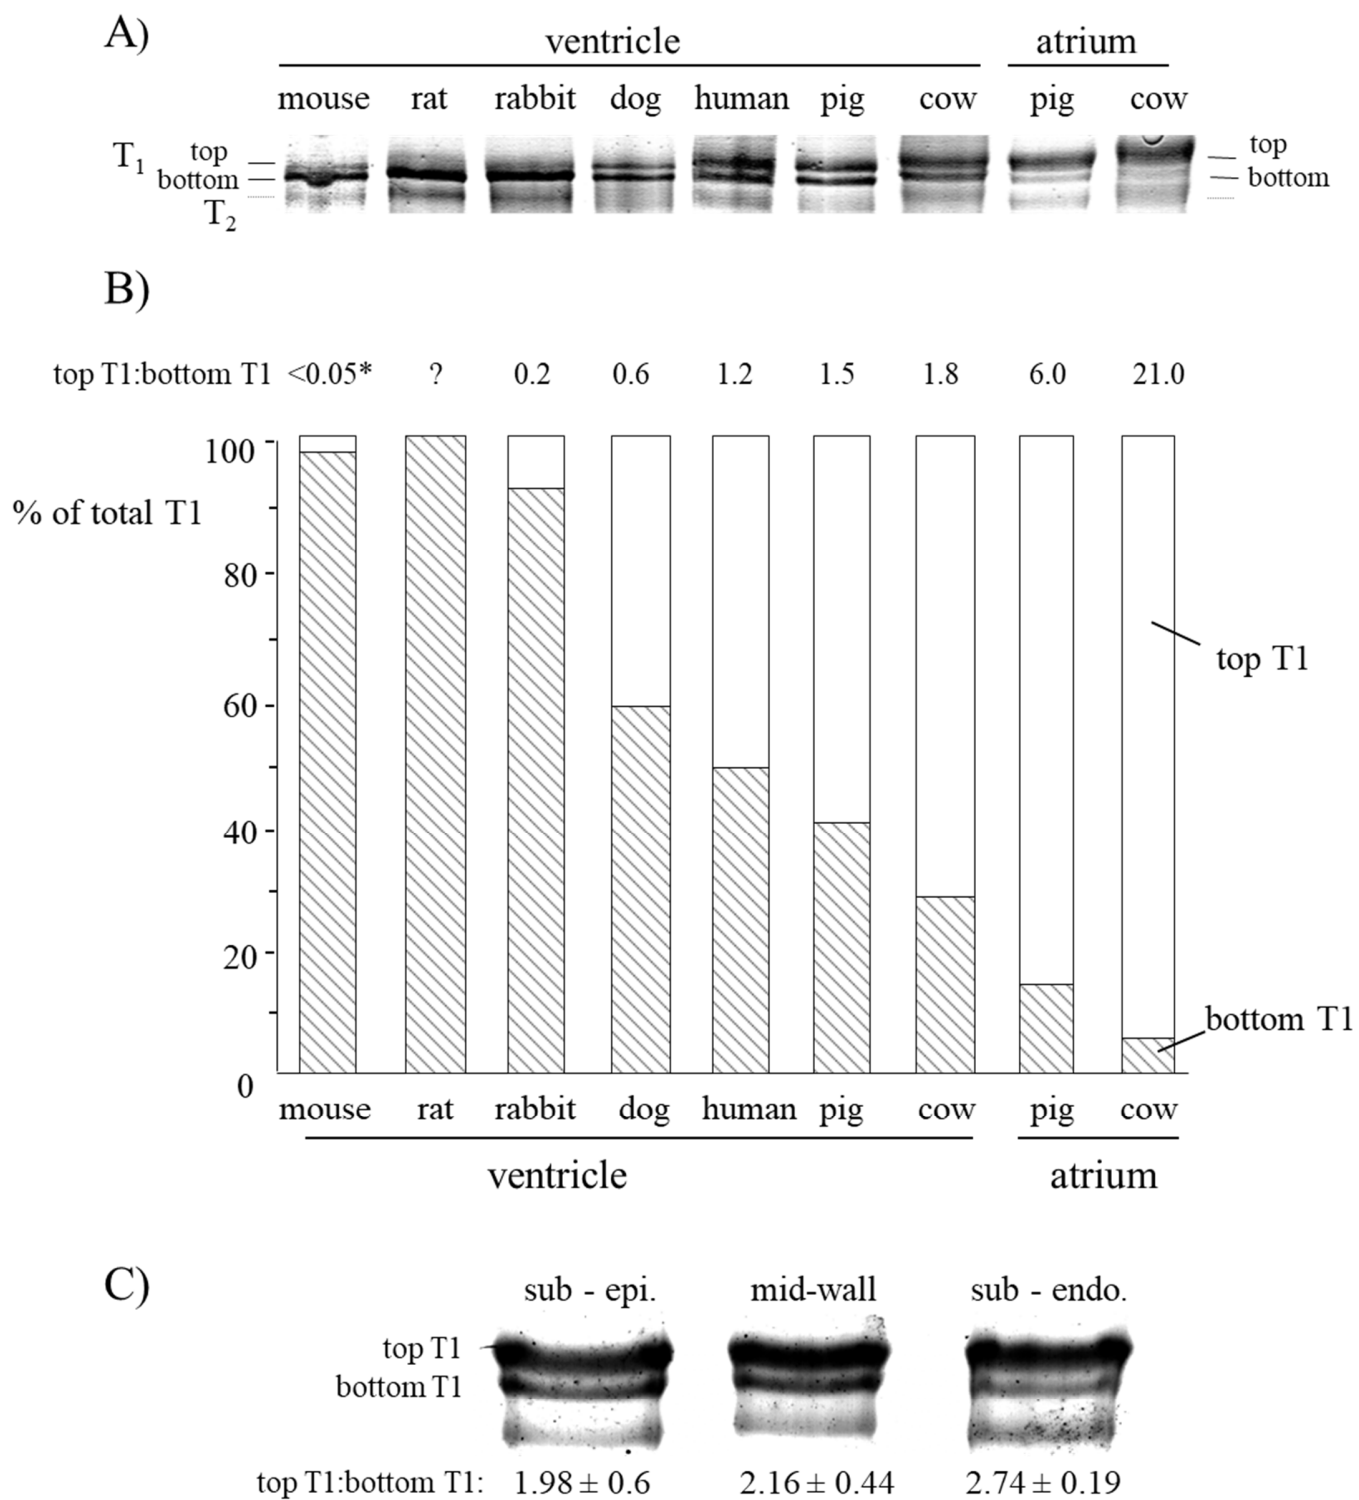 A)
ventricle atrium
mouse rat rabbit dog human pig cow pig cow
T1 top top
bottom bottom
T2
B)
top T1:bottom T1 <0.05* ? 0.2 0.6 1.2 1.5 1.8 6.0 21.0
100
% of total T1
80
top T1
60
40
20
bottom T1
0
mouse rat rabbit dog human pig cow pig cow
ventricle atrium
C)
sub - epi. mid-wall sub - endo.
top T1
bottom T1
top T1:bottom T1: 1.98 ± 0.6 2.16 ± 0.44 2.74 ± 0.19